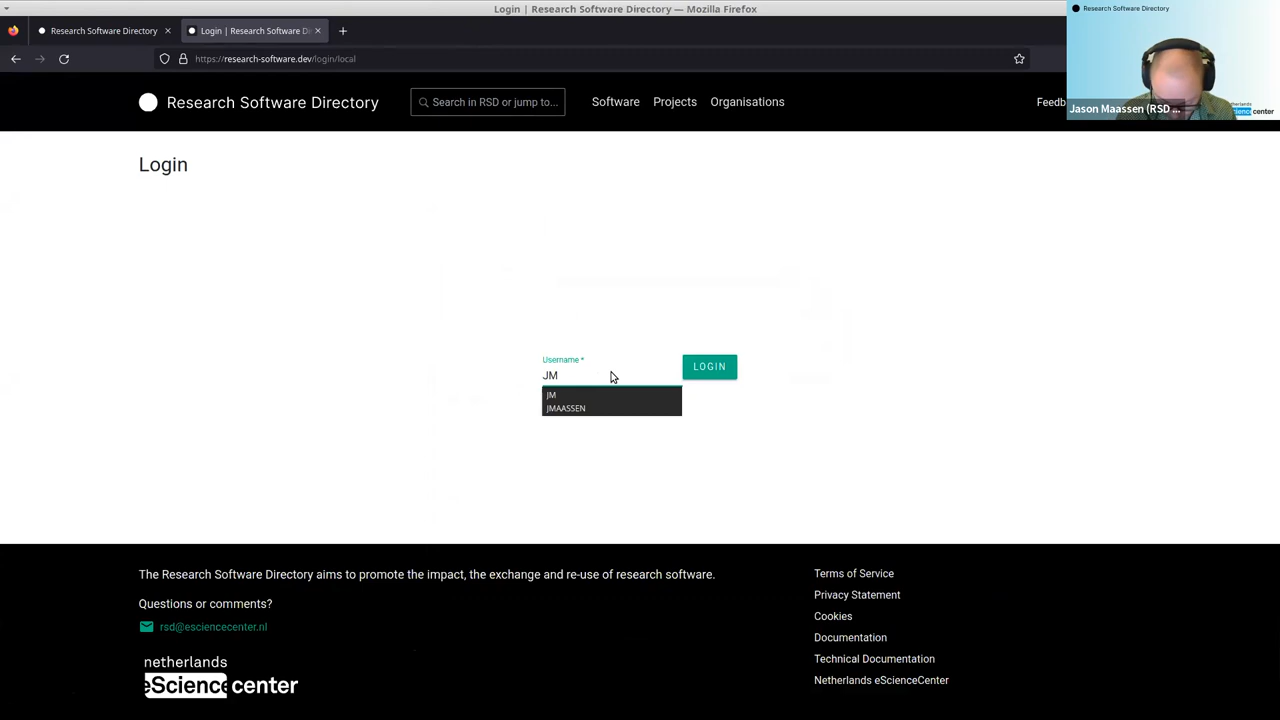 Login | Research Software Directory — Mozilla Firefox
Research Software Directory
Login | Research Software D
https://research-software.dev/login/local
Research Software Directory
Search in RSD or jump to...
Software
Projects
Organisations
Feedb
Research Software Directory
Jason Maassen (RSD ...
etherlands
center
Login
Username *
JM
LOGIN
JM
JMAASSEN
The Research Software Directory aims to promote the impact, the exchange and re-use of research software.
Questions or comments?
rsd@esciencecenter.nl
netherlands
eScience center
Terms of Service
Privacy Statement
Cookies
Documentation
Technical Documentation
Netherlands eScienceCenter